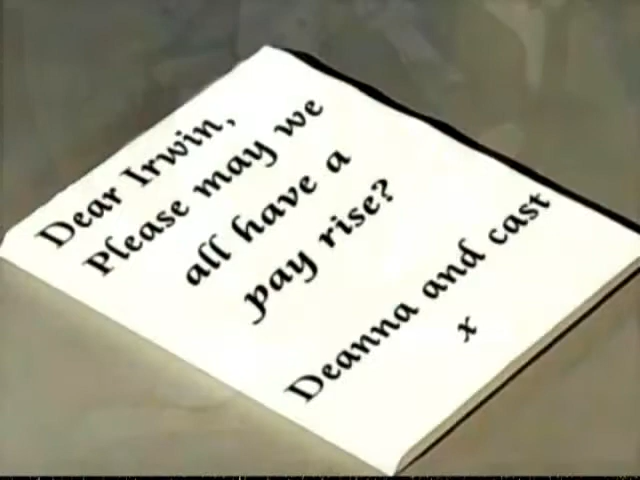 Dear Irwin,
Please may we
all have a
pay rise?
Deanna and cast
x